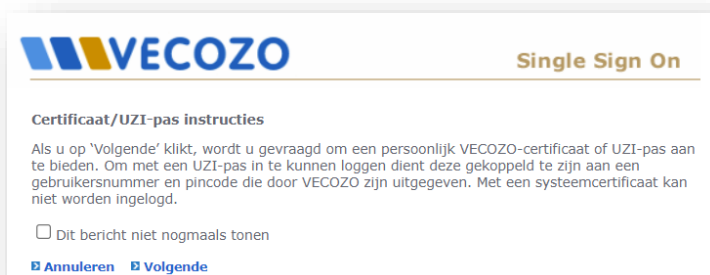 VECOZO
Single Sign On
Certificaat/UZI-pas instructies
Als u op ‘Volgende’ klikt, wordt u gevraagd om een persoonlijk VECOZO-certificaat of UZI-pas aan
te bieden. Om met een UZI-pas in te kunnen loggen dient deze gekoppeld te zijn aan een
gebruikersnummer en pincode die door VECOZO zijn uitgegeven. Met een systeemcertificaat kan
niet worden ingelogd.
Dit bericht niet nogmaals tonen
Annuleren Volgende